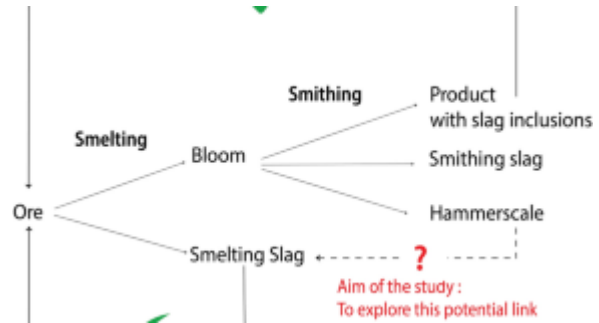 Smithing
Product
with slag inclusions
Smelting
Bloom
Smithing slag
Ore
Hammerscale
Smelting Slag
?
Aim of the study :
To explore this potential link